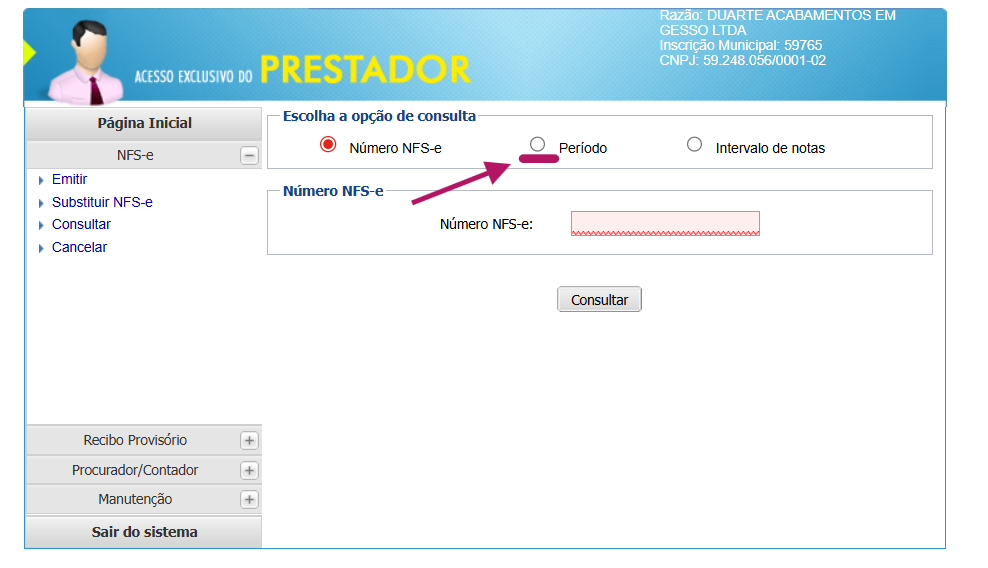 Razão: DUARTE ACABAMENTOS EM
GESSO LTDA
Inscrição Municipal: 59765
CNPJ: 59.248.056/0001-02
ACESSO EXCLUSIVO DO PRESTADOR
Página Inicial
NFS-e
Emitir
Substituir NFS-e
Consultar
Cancelar
Recibo Provisório
Procurador/Contador
Manutenção
Sair do sistema
Escolha a opção de consulta
Número NFS-e Período Intervalo de notas
Número NFS-e
Número NFS-e:
Consultar